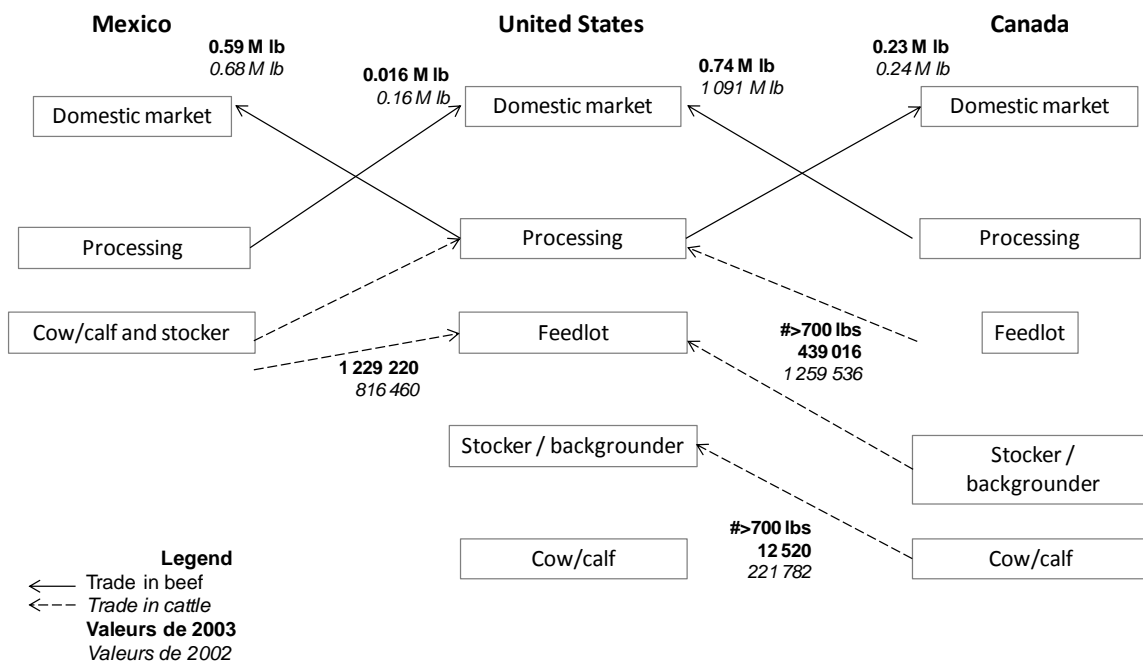 Mexico
United States
Canada
0.59 M lb
0.68 M lb
0.016 M lb
0.16 M lb
0.74 M lb
1 091 M lb
0.23 M lb
0.24 M lb
Domestic market
Domestic market
Domestic market
Processing
Processing
Processing
Cow/calf and stocker
Feedlot
Feedlot
1 229 220
816 460
#>700 lbs
439 016
1 259 536
Stocker / backgrounder
Stocker /
backgrounder
#>700 lbs
12 520
221 782
Cow/calf
Cow/calf
Legend
Trade in beef
Trade in cattle
Valeurs de 2003
Valeurs de 2002